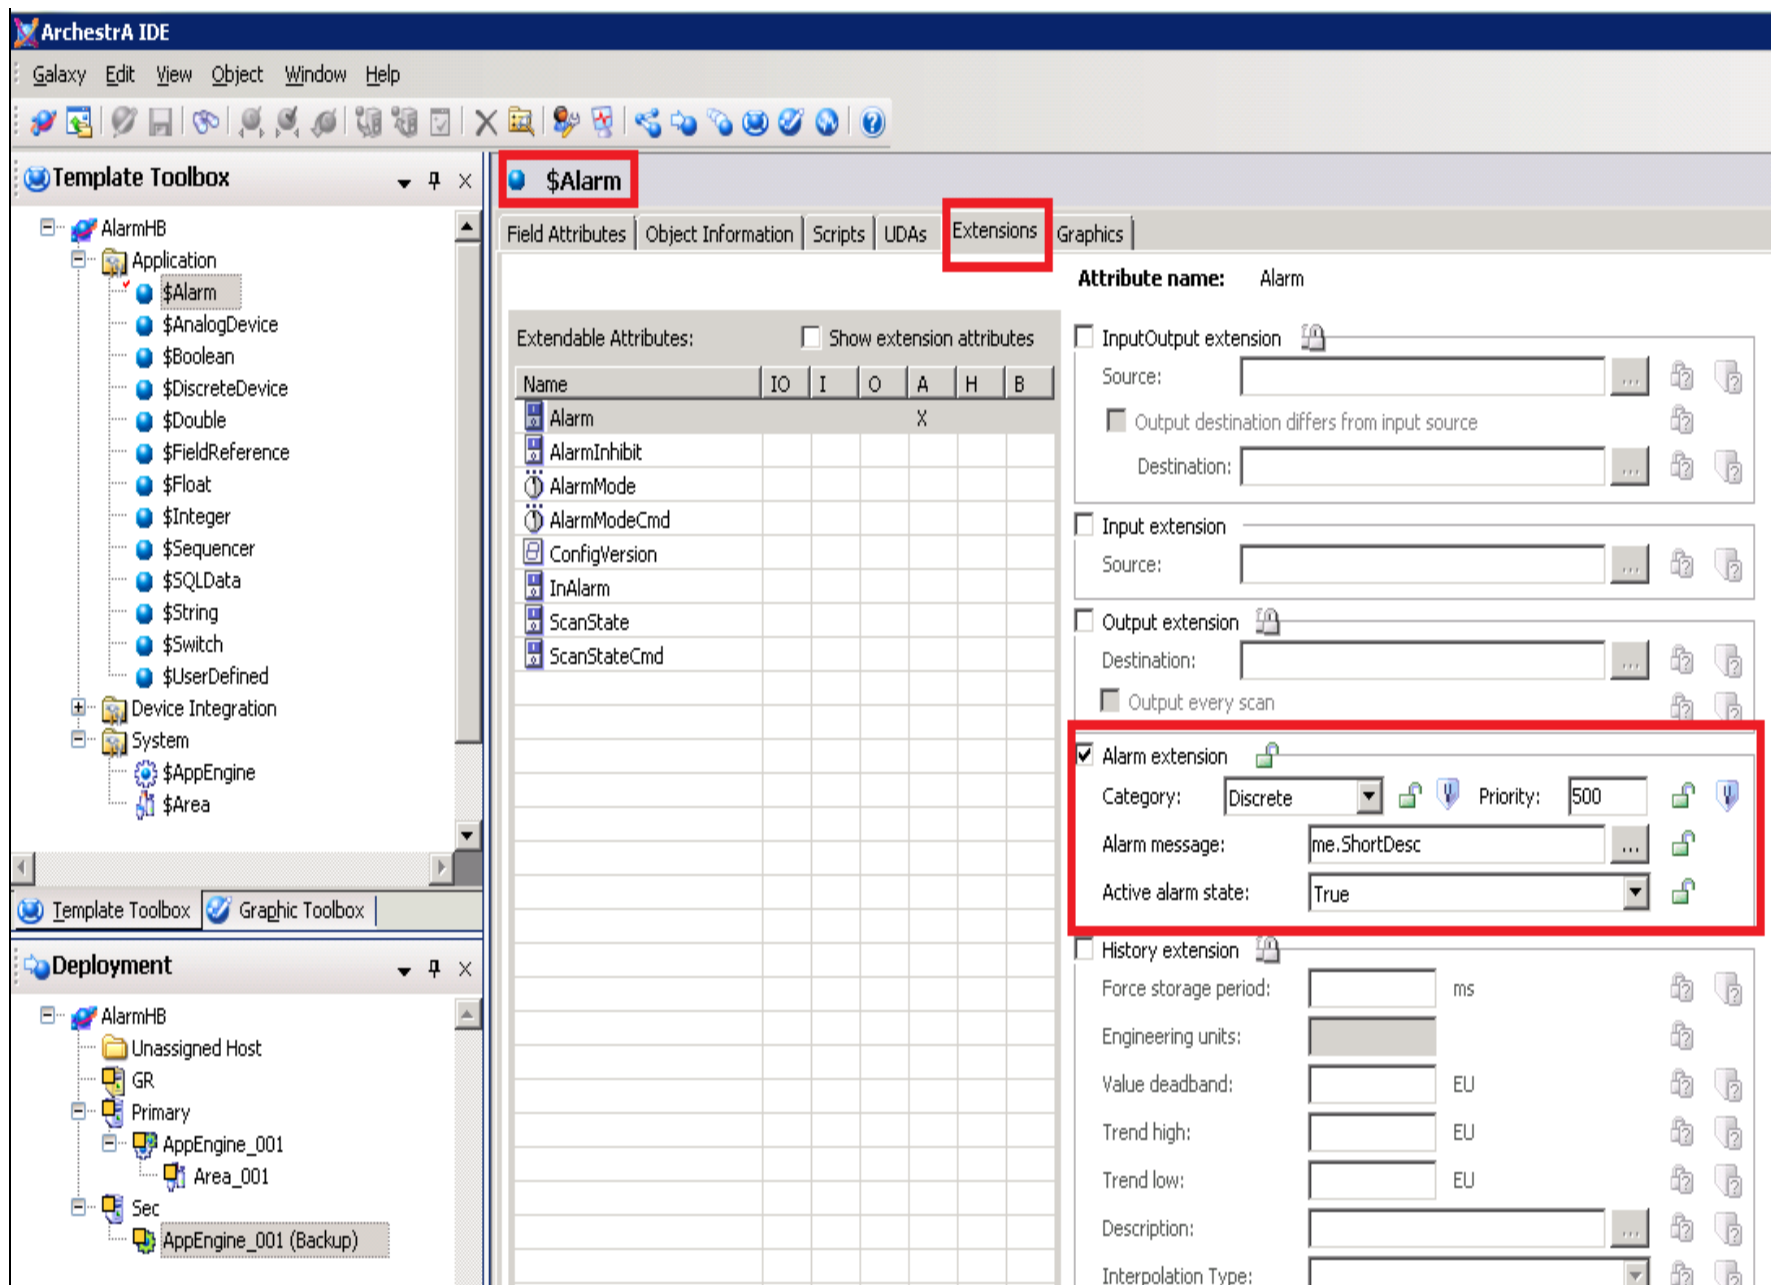 ArchestrA IDE
Galaxy Edit View Object Window Help
Template Toolbox
AlarmHB
Application
$Alarm
$AnalogDevice
$Boolean
$DiscreteDevice
$Double
$FieldReference
$Float
$Integer
$Sequencer
$SQLData
$String
$Switch
$UserDefined
Device Integration
System
$AppEngine
$Area
Template Toolbox Graphic Toolbox
Deployment
AlarmHB
Unassigned Host
GR
Primary
AppEngine_001
Area_001
Sec
AppEngine_001 (Backup)
$Alarm
Field Attributes Object Information Scripts UDAs Extensions Graphics
Extendable Attributes: Show extension attributes
Name IO I O A H B
Alarm X
AlarmInhibit
AlarmMode
AlarmModeCmd
ConfigVersion
InAlarm
ScanState
ScanStateCmd
Attribute name: Alarm
InputOutput extension
Source: ...
Output destination differs from input source
Destination: ...
Input extension
Source: ...
Output extension
Destination: ...
Output every scan
Alarm extension
Category: Discrete Priority: 500
Alarm message: me.ShortDesc ...
Active alarm state: True
History extension
Force storage period: ms
Engineering units:
Value deadband: EU
Trend high: EU
Trend low: EU
Description: ...
Interpolation Type: